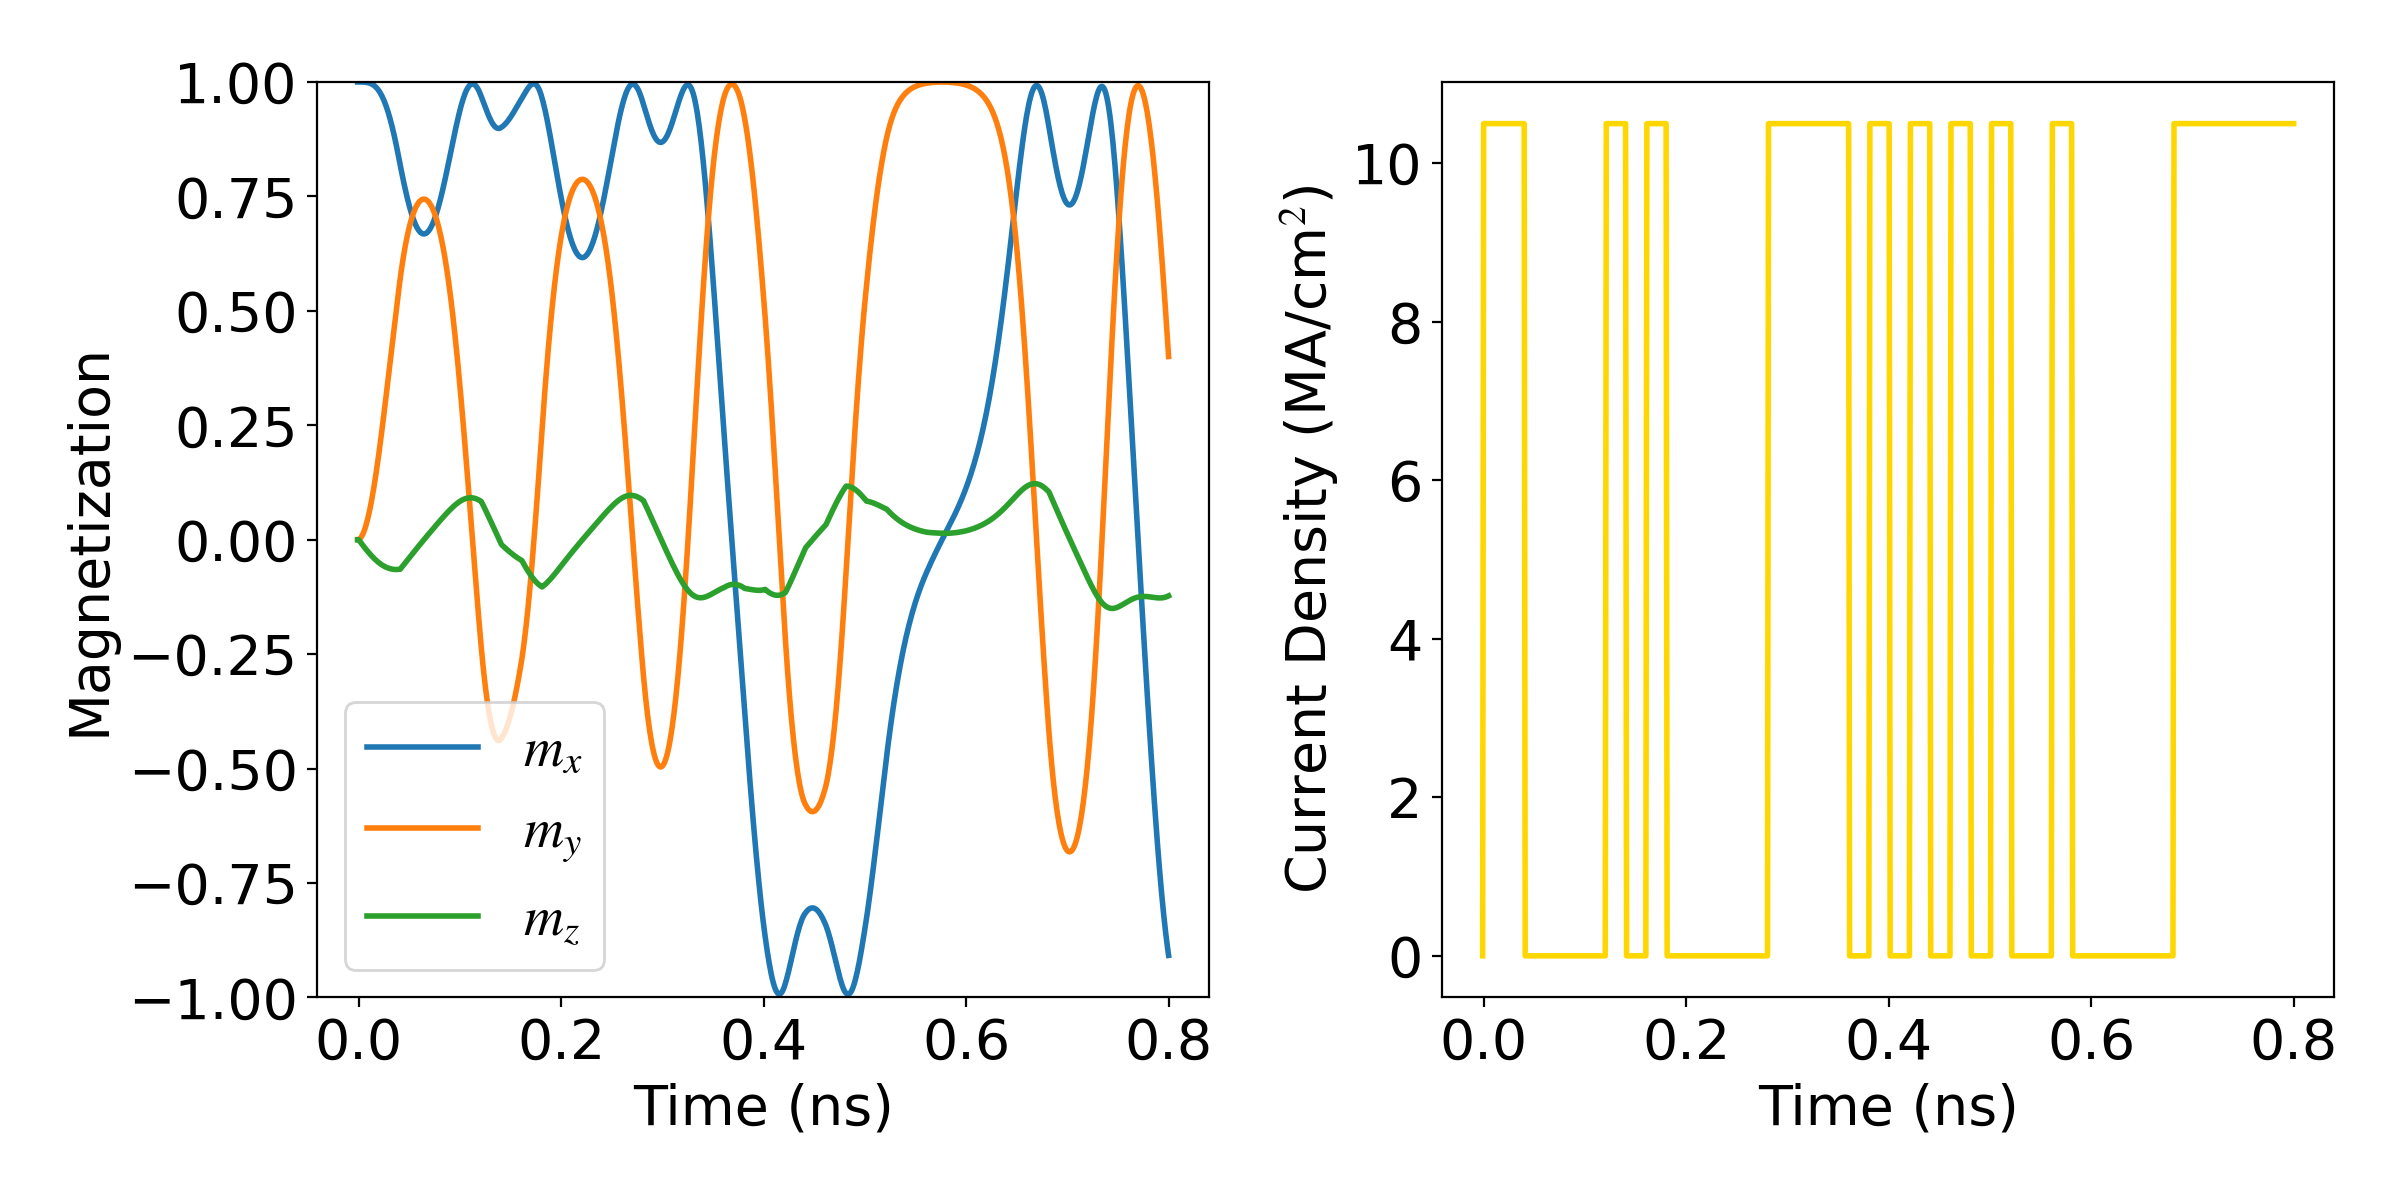 1.00
0.75
0.50
0.25
0.00
−0.25
−0.50
−0.75
−1.00
Magnetization
m_x
m_y
m_z
0.0 0.2 0.4 0.6 0.8
Time (ns)
10
8
6
4
2
0
Current Density (MA/cm²)
0.0 0.2 0.4 0.6 0.8
Time (ns)